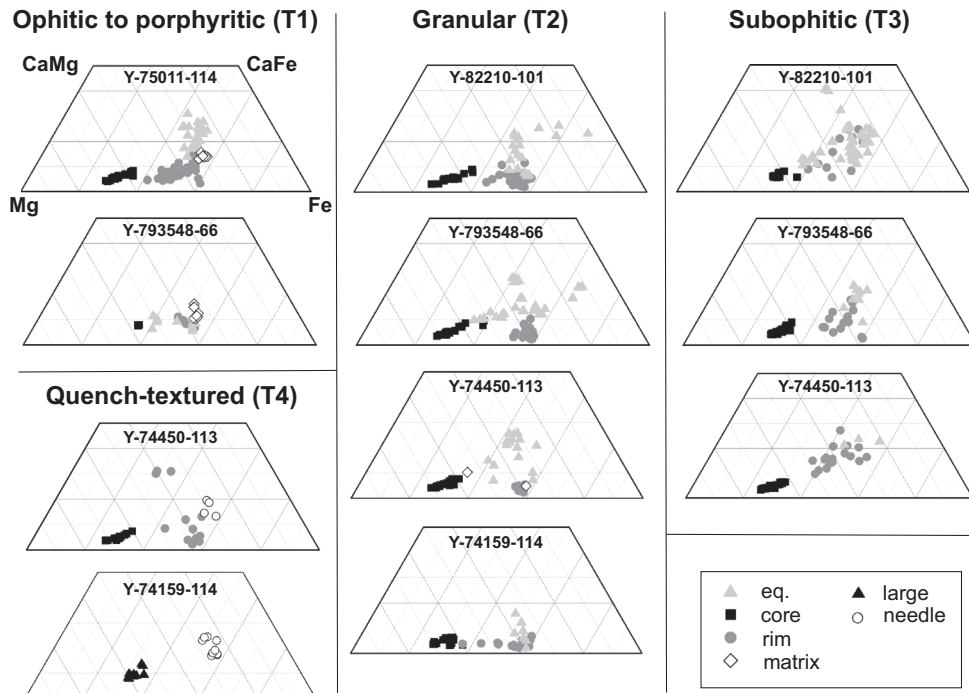 Ophitic to porphyritic (T1)
CaMg
CaFe
Y-75011-114
Mg
Fe
Y-793548-66
Quench-textured (T4)
Y-74450-113
Y-74159-114
Granular (T2)
Y-82210-101
Y-793548-66
Y-74450-113
Y-74159-114
Subophitic (T3)
Y-82210-101
Y-793548-66
Y-74450-113
eq.
core
rim
matrix
large
needle